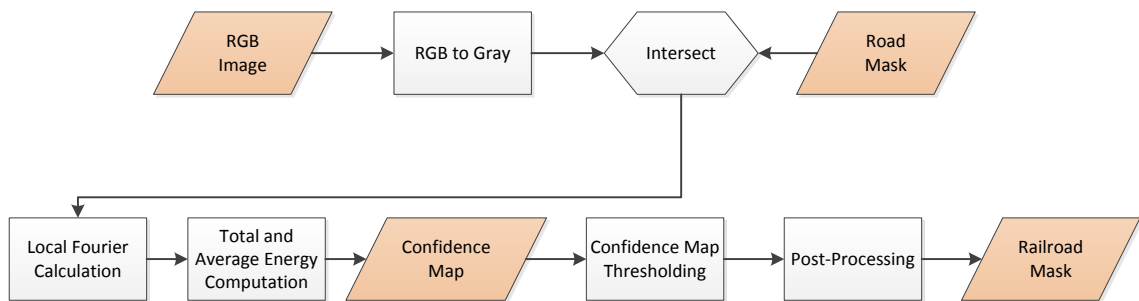 RGB
Image
RGB to Gray
Intersect
Road
Mask
Local Fourier
Calculation
Total and
Average Energy
Computation
Confidence
Map
Confidence Map
Thresholding
Post-Processing
Railroad
Mask